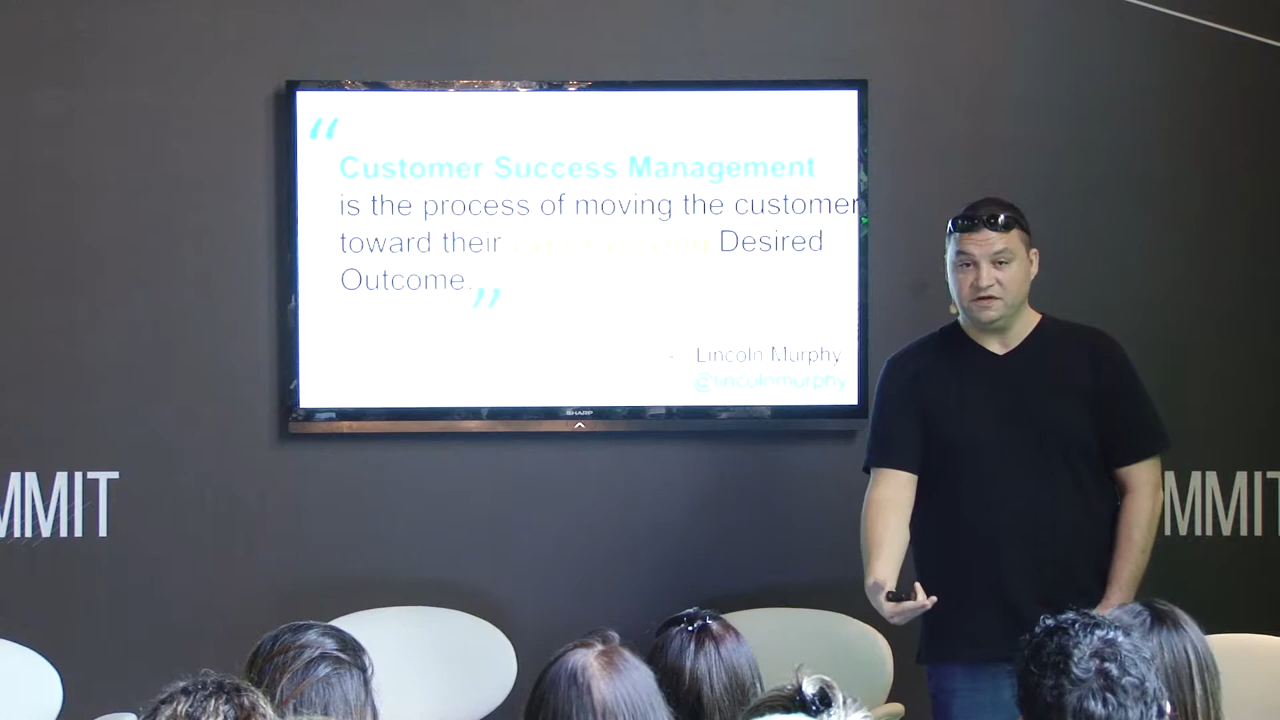 “
Customer Success Management
is the process of moving the customer
toward their Desired
Outcome.”
- Lincoln Murphy
@lincolnmurphy
SHARP
MMIT
MMIT